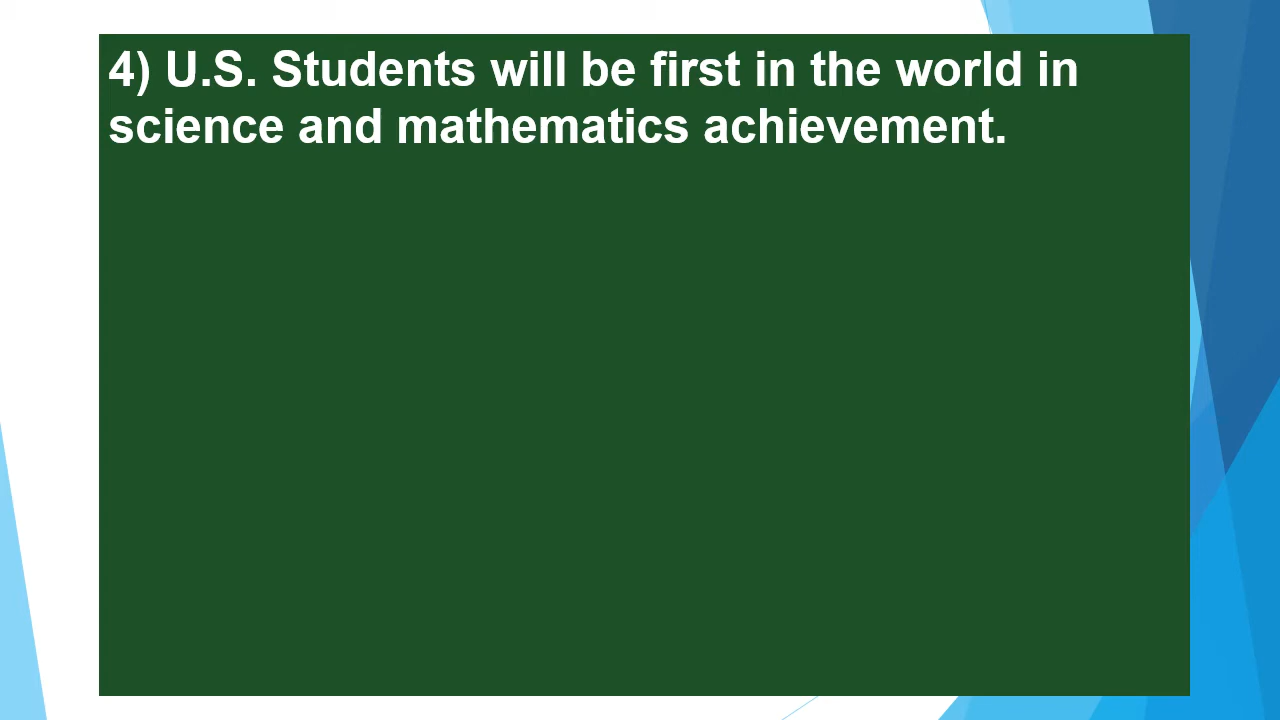 4) U.S. Students will be first in the world in
science and mathematics achievement.